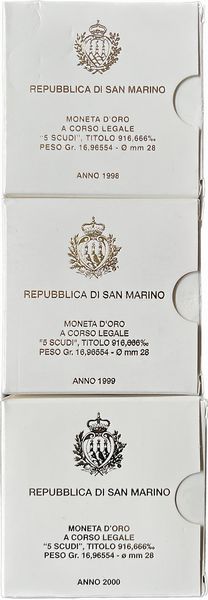 REPUBBLICA DI SAN MARINO
MONETA D'ORO
A CORSO LEGALE
"5 SCUDI", TITOLO 916,666‰
PESO Gr. 16,96554 - Ø mm 28
ANNO 1998
REPUBBLICA DI SAN MARINO
MONETA D'ORO
A CORSO LEGALE
"5 SCUDI", TITOLO 916,666‰
PESO Gr. 16,96554 - Ø mm 28
ANNO 1999
REPUBBLICA DI SAN MARINO
MONETA D'ORO
A CORSO LEGALE
"5 SCUDI", TITOLO 916,666‰
PESO Gr. 16,96554 - Ø mm 28
ANNO 2000